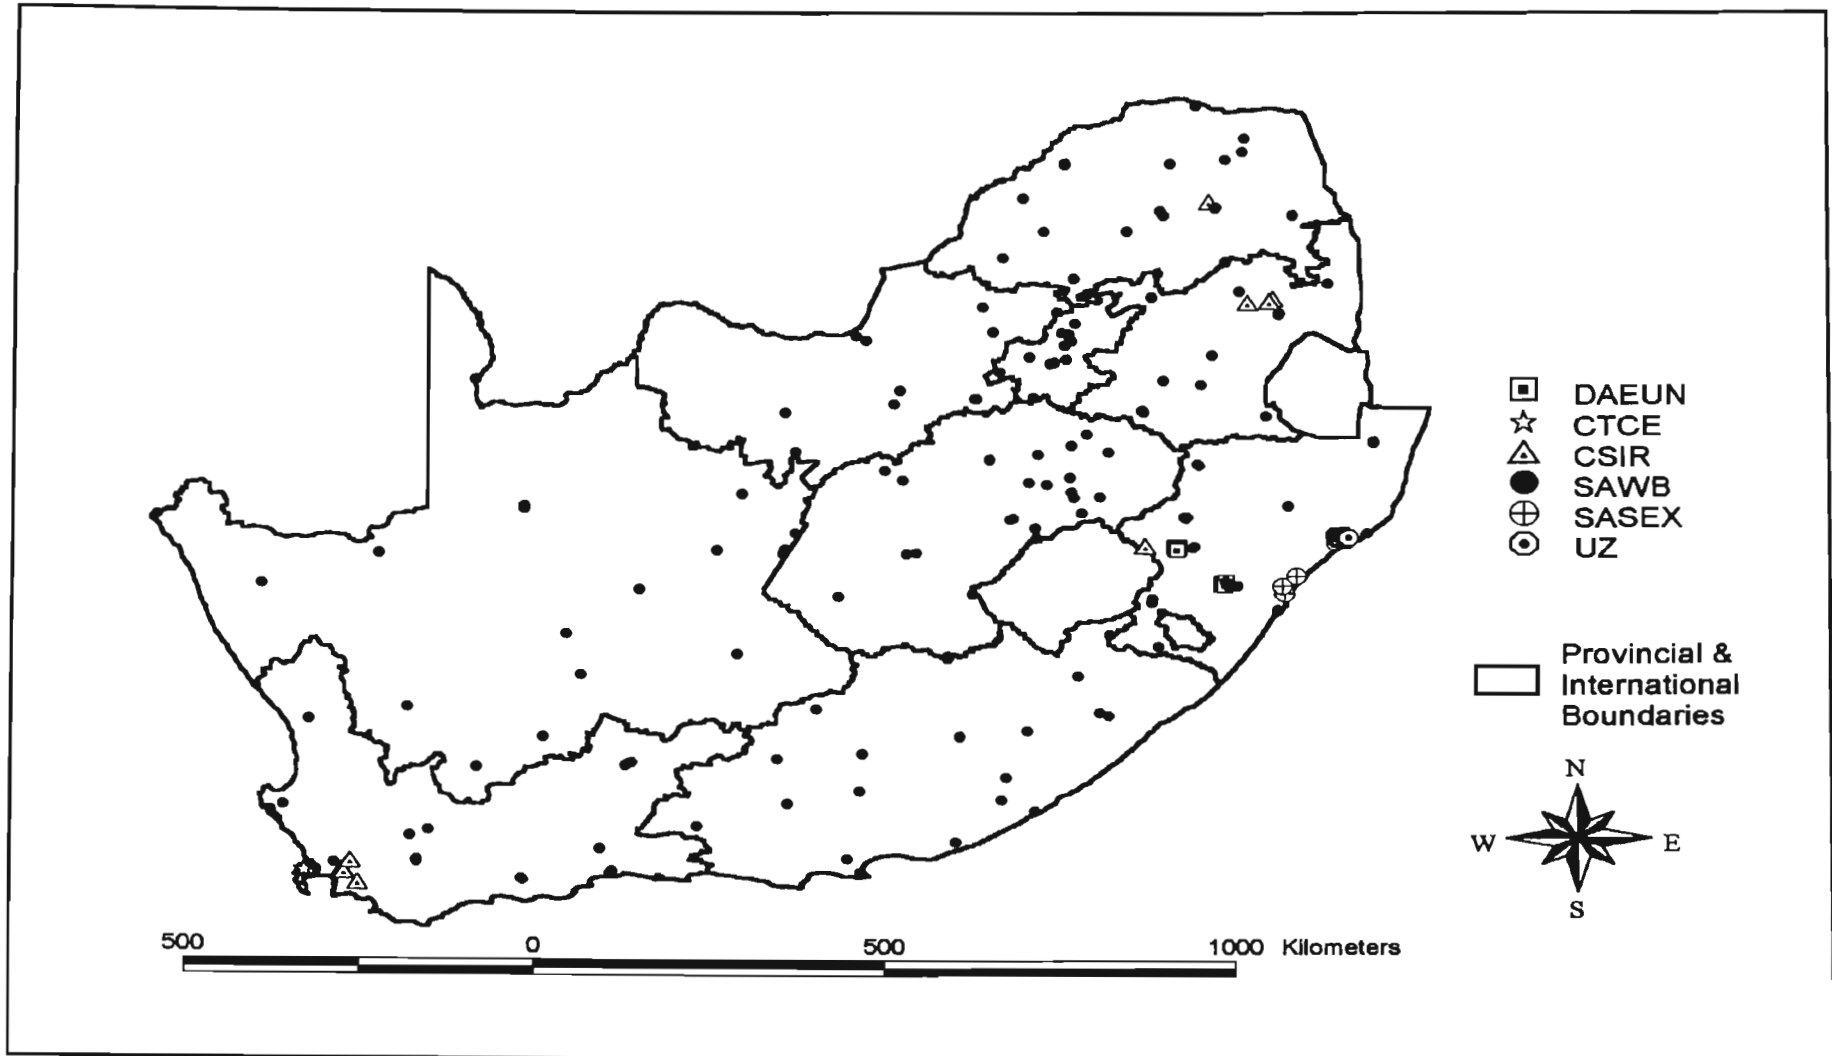 DAEUN
CTCE
CSIR
SAWB
SASEX
UZ
Provincial &
International
Boundaries
N
W E
S
500 0 500 1000 Kilometers